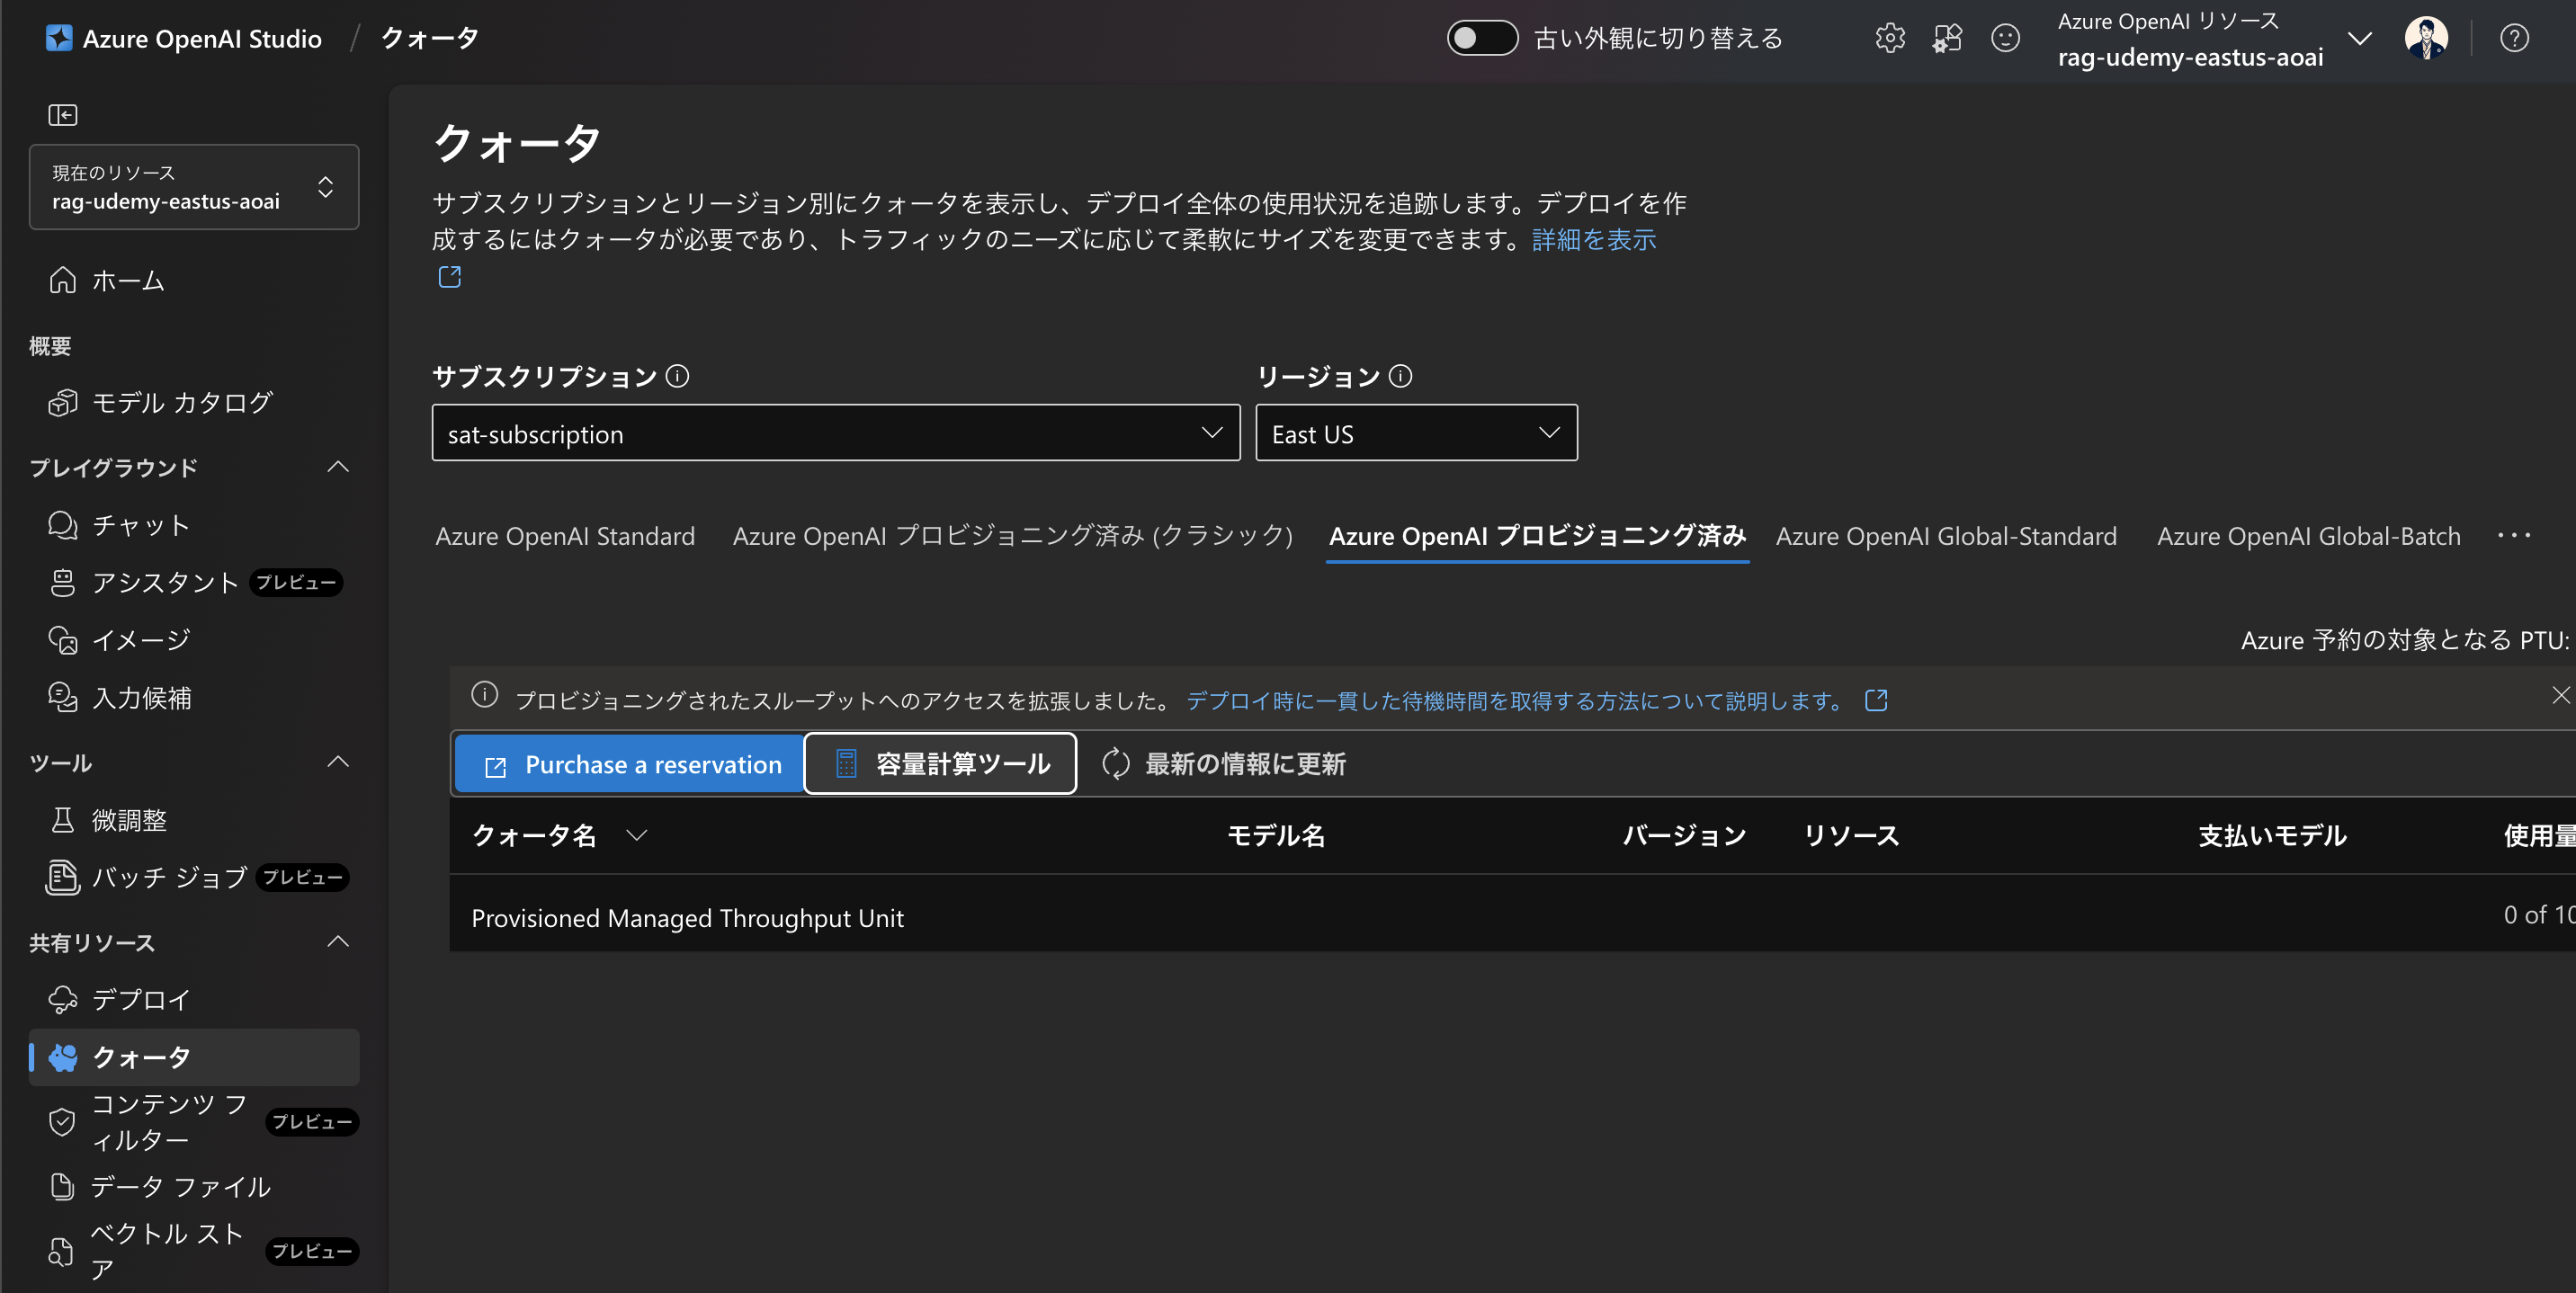 Azure OpenAI Studio / クォータ
古い外観に切り替える
Azure OpenAI リソース
rag-udemy-eastus-aoai
現在のリソース
rag-udemy-eastus-aoai
ホーム
概要
モデル カタログ
プレイグラウンド
チャット
アシスタント プレビュー
イメージ
入力候補
ツール
微調整
バッチ ジョブ プレビュー
共有リソース
デプロイ
クォータ
コンテンツ フ
ィルター
プレビュー
データ ファイル
ベクトル スト
ア
プレビュー
クォータ
サブスクリプションとリージョン別にクォータを表示し、デプロイ全体の使用状況を追跡します。デプロイを作
成するにはクォータが必要であり、トラフィックのニーズに応じて柔軟にサイズを変更できます。詳細を表示
サブスクリプション
リージョン
sat-subscription
East US
Azure OpenAI Standard
Azure OpenAI プロビジョニング済み (クラシック)
Azure OpenAI プロビジョニング済み
Azure OpenAI Global-Standard
Azure OpenAI Global-Batch
Azure 予約の対象となる PTU:
プロビジョニングされたスループットへのアクセスを拡張しました。 デプロイ時に一貫した待機時間を取得する方法について説明します。
Purchase a reservation
容量計算ツール
最新の情報に更新
クォータ名
モデル名
バージョン
リソース
支払いモデル
使用量
Provisioned Managed Throughput Unit
0 of 10